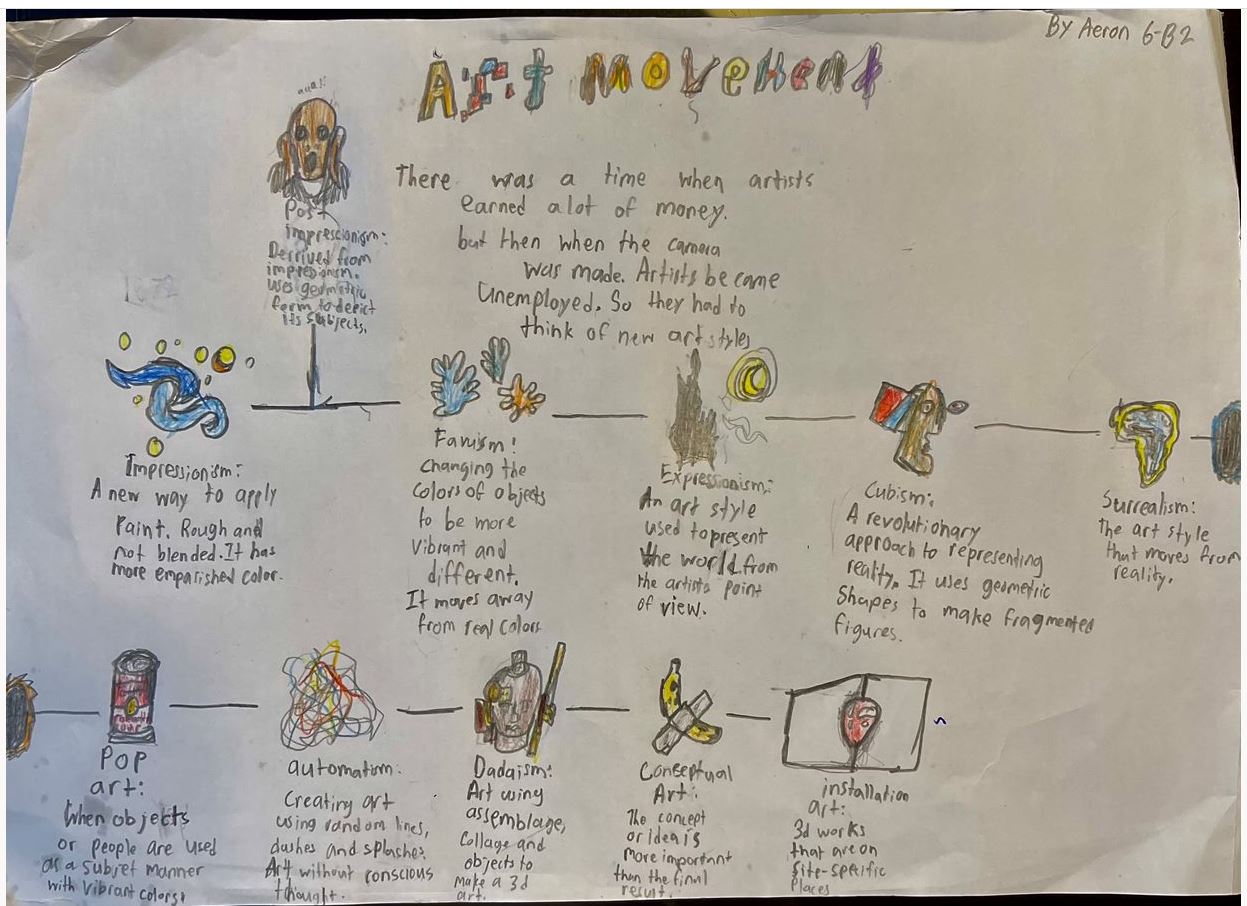 By Aeron 6-B2
Art Movement
There was a time when artists
earned alot of money.
but then when the camera
was made. Artists be came
Unemployed. So they had to
think of new art styles
Post
impressionism:
Derrived from
impressionism.
uses geometric
form to depict
its subjects.
Impressionism:
A new way to apply
Paint. Rough and
not blended. It has
more emparished color.
Fauvism:
Changing the
Colors of objects
to be more
Vibrant and
different.
It moves away
from real colors
Expressionism:
An art style
used to present
the world from
the artists point
of view.
Cubism:
A revolutionary
approach to representing
reality. It uses geometric
Shapes to make fragmented
figures.
Surrealism:
The art style
that moves from
reality.
Pop
art:
When objects
or people are used
as a subjet manner
with vibrant colors!
automatism:
Creating art
using random lines,
dashes and splashes.
Art without conscious
thought.
Dadaism:
Art using
assemblage,
Collage and
objects to
make a 3d
art.
Conseptual
Art:
The concept
or idea is
more important
than the final
result.
installation
art:
3d works
that are on
Site-specific
Places